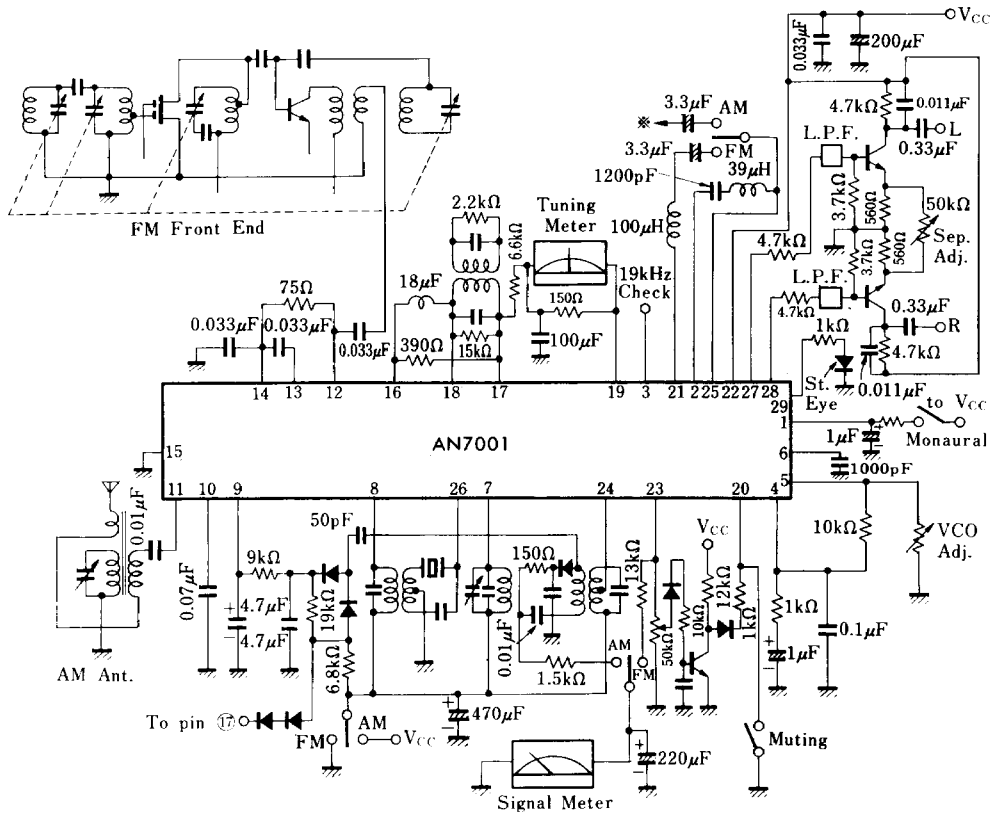 VCC
0.033μF
200μF
3.3μF AM
※
4.7kΩ
0.011μF
L
0.33μF
L.P.F.
3.3μF FM
39μH
1200pF
2.2kΩ
Tuning
Meter
6.6kΩ
100μH
3.7kΩ
560Ω
50kΩ
Sep.
Adj.
FM Front End
4.7kΩ
3.7kΩ
560Ω
75Ω
18μF
150Ω
19kHz
Check
L.P.F.
4.7kΩ
0.33μF
R
0.033μF
0.033μF
0.033μF
390Ω
15kΩ
100μF
1kΩ
4.7kΩ
St.
Eye
0.011μF
14 13 12 16 18 17 19 3 21 2 25 22 27 28
29
1
to VCC
Monaural
1μF
AN7001
15
6
1000pF
5
11 10 9 8 26 7 24 23 20 4
0.01μF
50pF
10kΩ
VCO
Adj.
VCC
9kΩ
150Ω
13kΩ
12kΩ
0.07μF
4.7μF
4.7μF
19kΩ
0.01μF
50kΩ
10kΩ
1kΩ
1kΩ
0.1μF
1μF
6.8kΩ
1.5kΩ
AM
FM
AM Ant.
To pin ⑰
470μF
AM
FM
VCC
220μF
Muting
Signal Meter